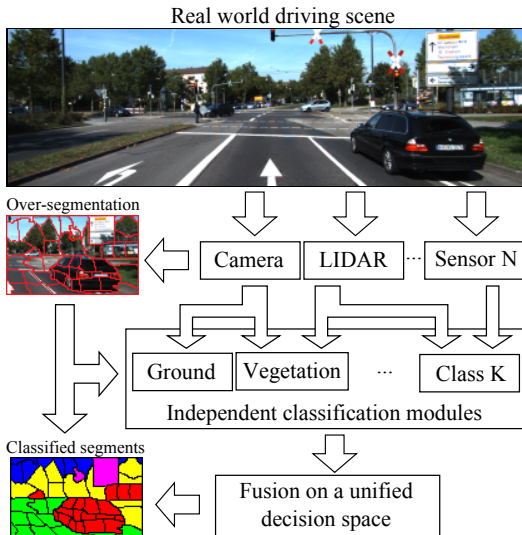 Real world driving scene
Over-segmentation
Camera
LIDAR
...
Sensor N
Ground
Vegetation
...
Class K
Independent classification modules
Classified segments
Fusion on a unified
decision space